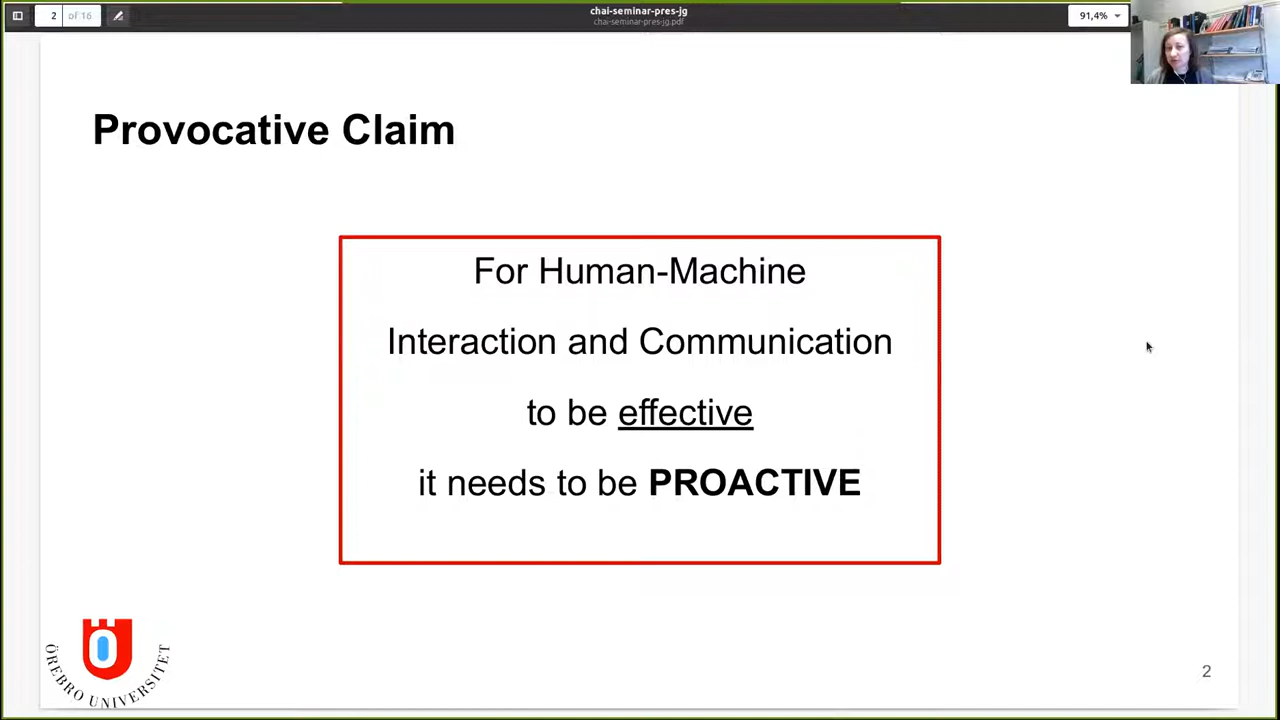 2 of 16
chai-seminar-pres-jg
chai-seminar-pres-jg.pdf
91,4%
Provocative Claim
For Human-Machine
Interaction and Communication
to be effective
it needs to be PROACTIVE
Ö
ÖREBRO UNIVERSITET
2